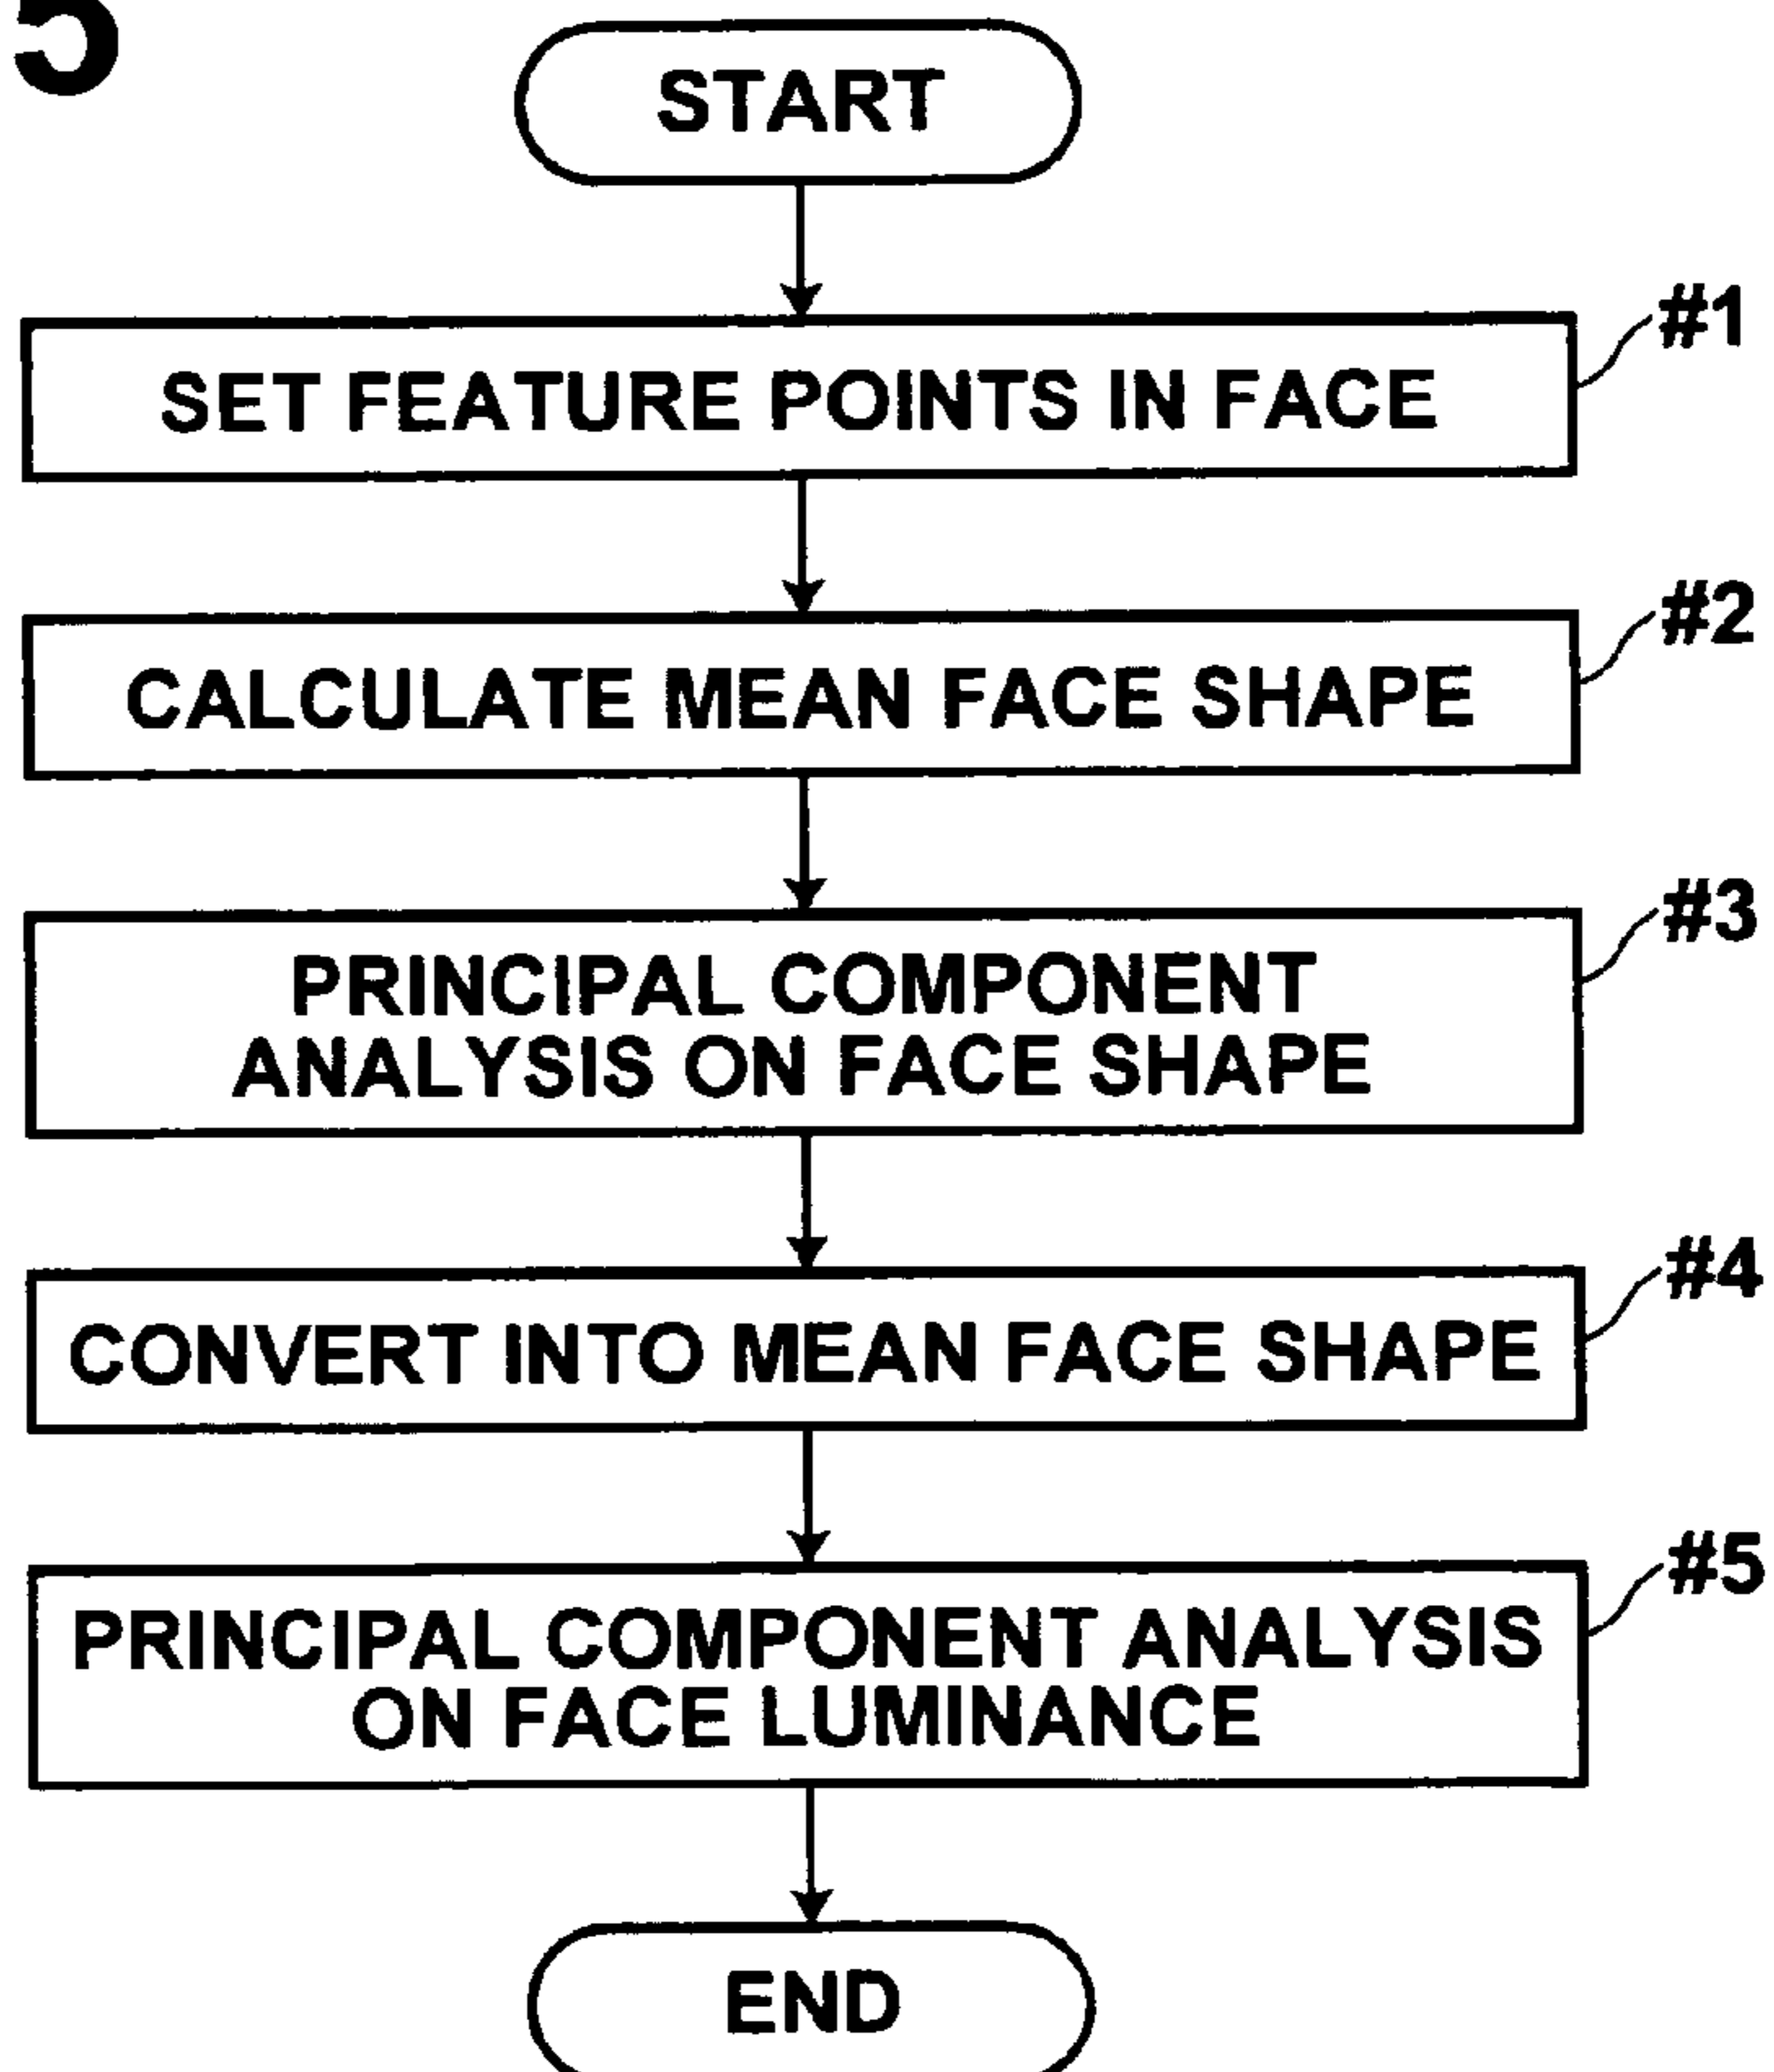 5
START
#1
SET FEATURE POINTS IN FACE
#2
CALCULATE MEAN FACE SHAPE
#3
PRINCIPAL COMPONENT
ANALYSIS ON FACE SHAPE
#4
CONVERT INTO MEAN FACE SHAPE
#5
PRINCIPAL COMPONENT ANALYSIS
ON FACE LUMINANCE
END